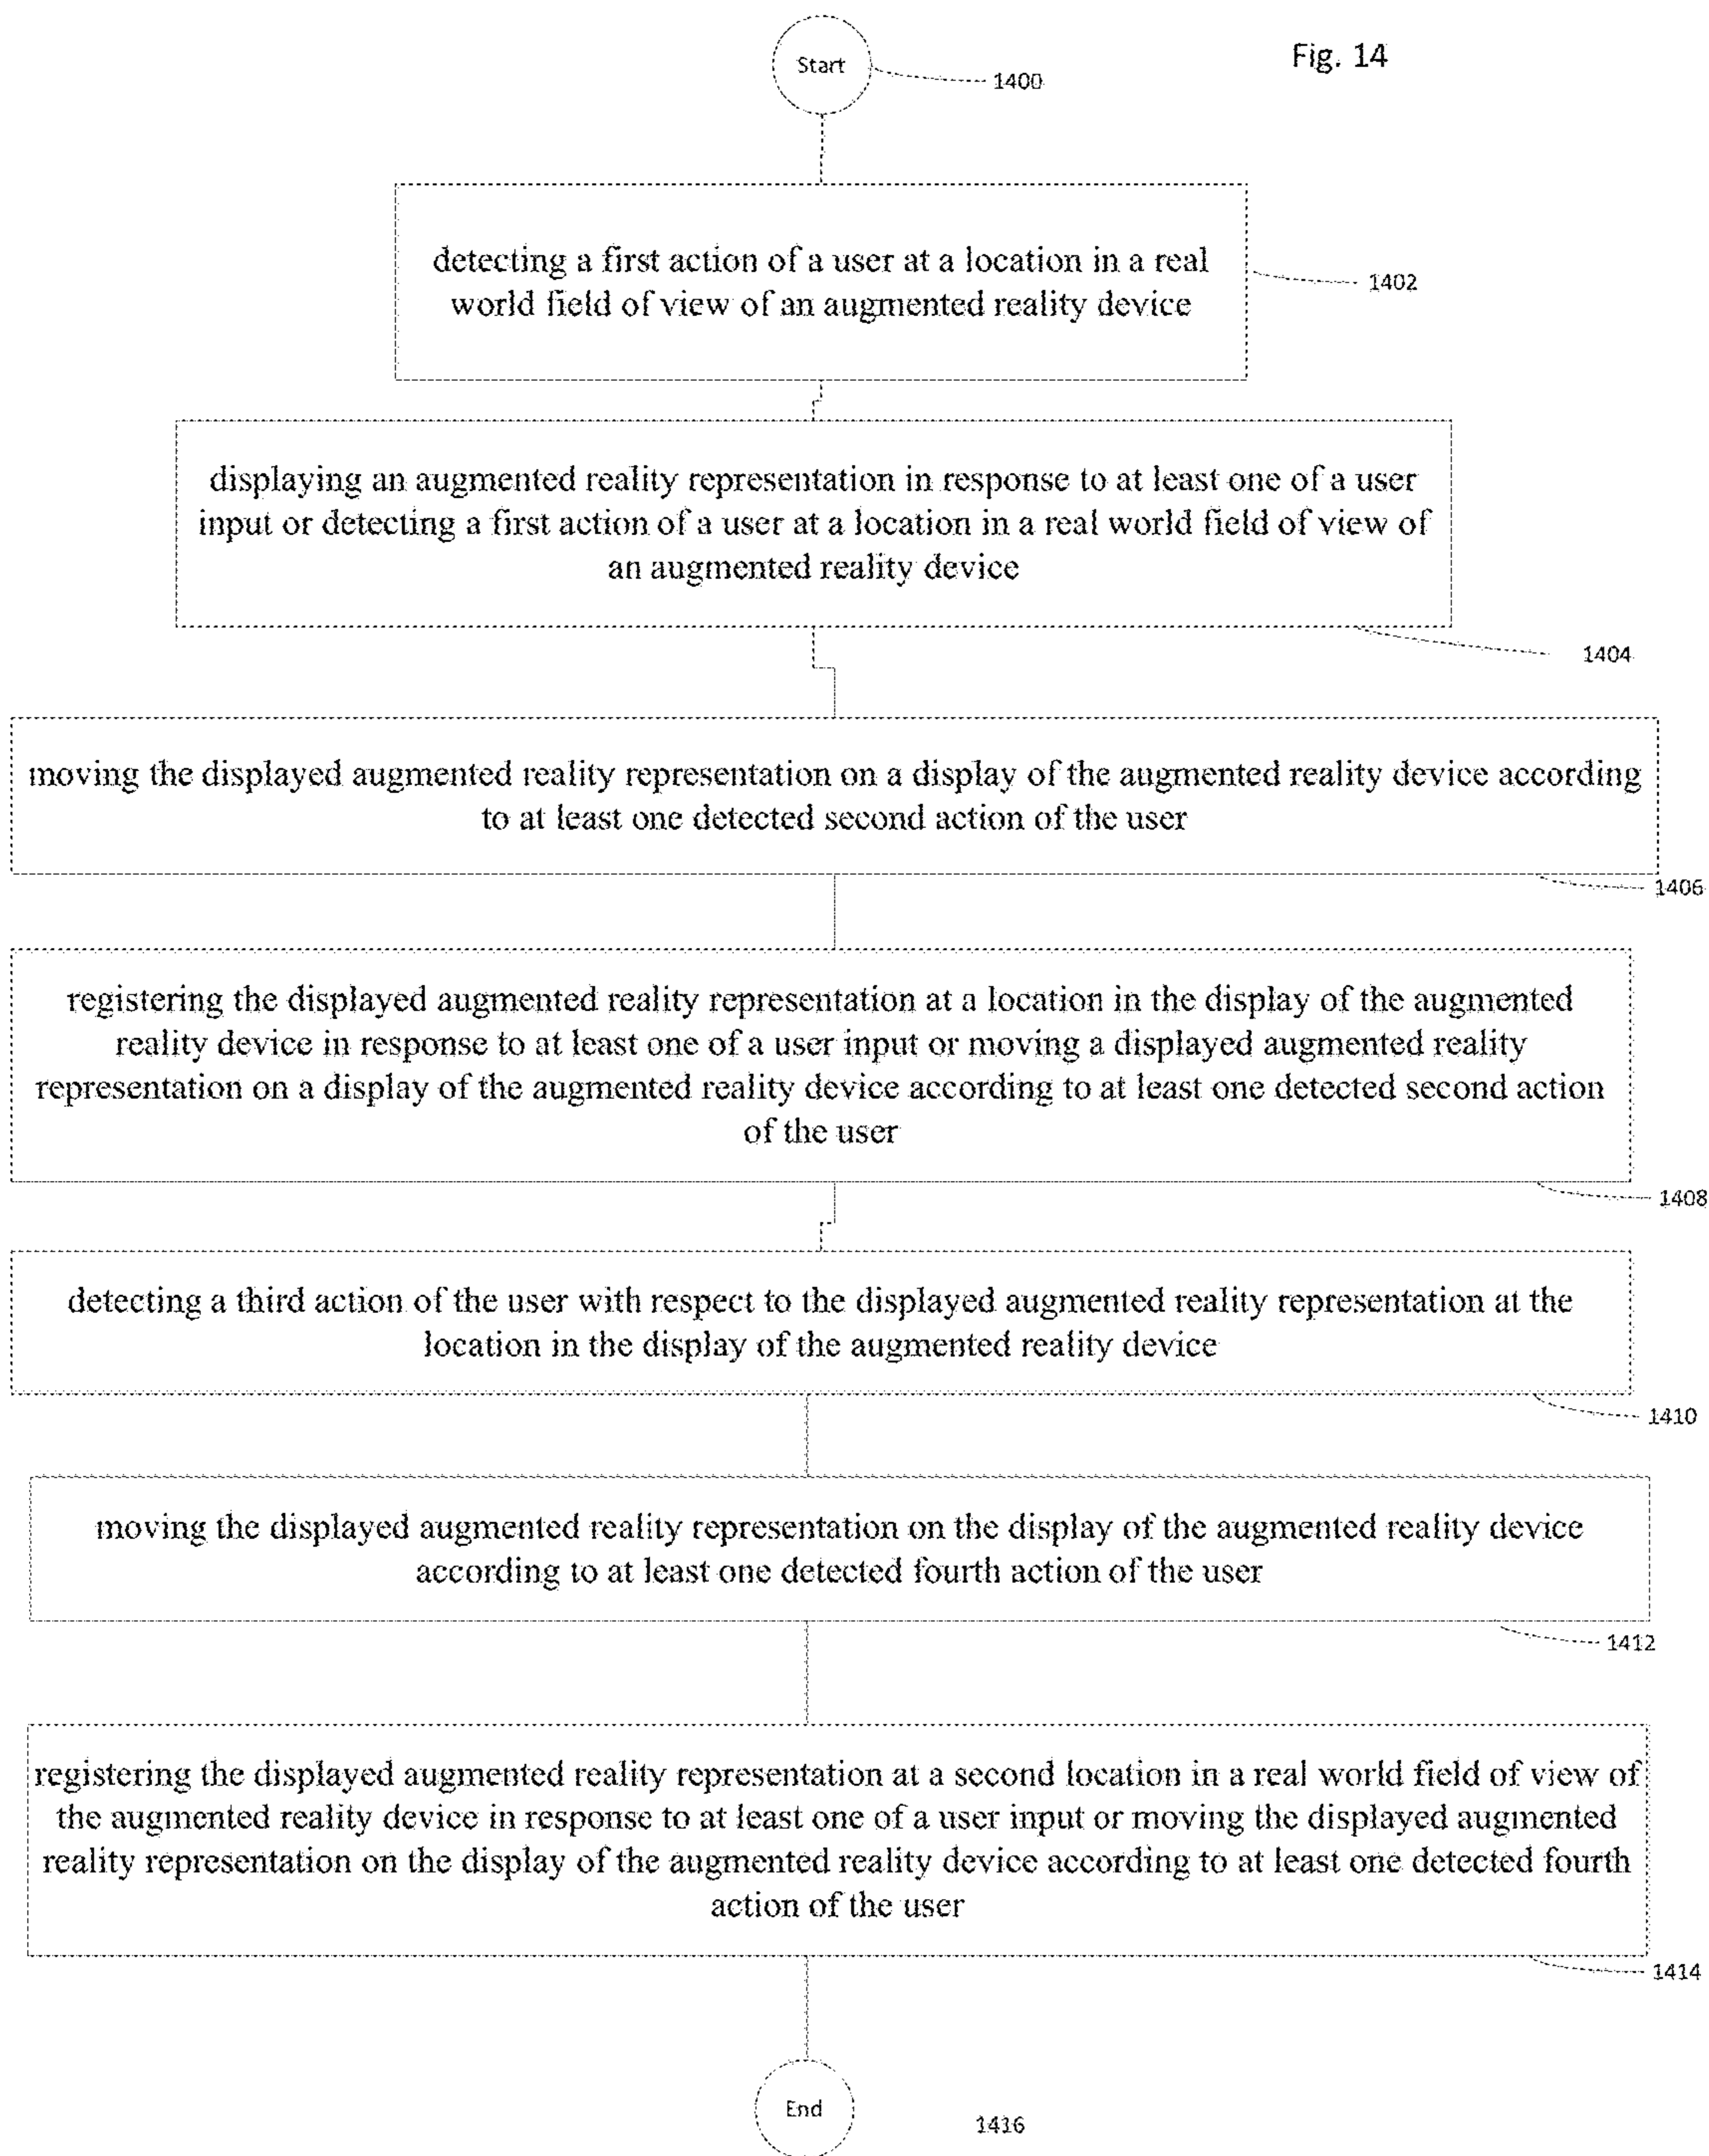 Fig. 14
Start
1400
detecting a first action of a user at a location in a real
world field of view of an augmented reality device
1402
displaying an augmented reality representation in response to at least one of a user
input or detecting a first action of a user at a location in a real world field of view of
an augmented reality device
1404
moving the displayed augmented reality representation on a display of the augmented reality device according
to at least one detected second action of the user
1406
registering the displayed augmented reality representation at a location in the display of the augmented
reality device in response to at least one of a user input or moving a displayed augmented reality
representation on a display of the augmented reality device according to at least one detected second action
of the user
1408
detecting a third action of the user with respect to the displayed augmented reality representation at the
location in the display of the augmented reality device
1410
moving the displayed augmented reality representation on the display of the augmented reality device
according to at least one detected fourth action of the user
1412
registering the displayed augmented reality representation at a second location in a real world field of view of
the augmented reality device in response to at least one of a user input or moving the displayed augmented
reality representation on the display of the augmented reality device according to at least one detected fourth
action of the user
1414
End
1416